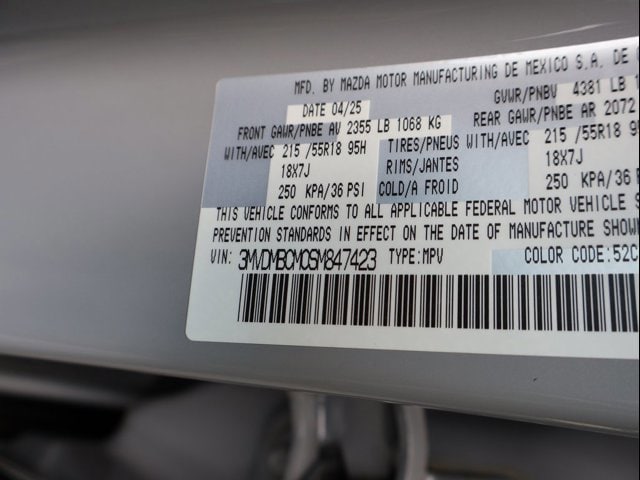 MFD. BY MAZDA MOTOR MANUFACTURING DE MEXICO S.A. DE
DATE 04/25 GVWR/PNBV 4381 LB
FRONT GAWR/PNBE AV 2355 LB 1068 KG REAR GAWR/PNBE AR 2072
WITH/AVEC 215 /55R18 95H TIRES/PNEUS WITH/AVEC 215 /55R18 95
18X7J RIMS/JANTES 18X7J
250 KPA/36 PSI COLD/A FROID 250 KPA/36 P
THIS VEHICLE CONFORMS TO ALL APPLICABLE FEDERAL MOTOR VEHICLE S
PREVENTION STANDARDS IN EFFECT ON THE DATE OF MANUFACTURE SHOWN
VIN: 3MVDMBCM0SM847423 TYPE:MPV COLOR CODE:52C